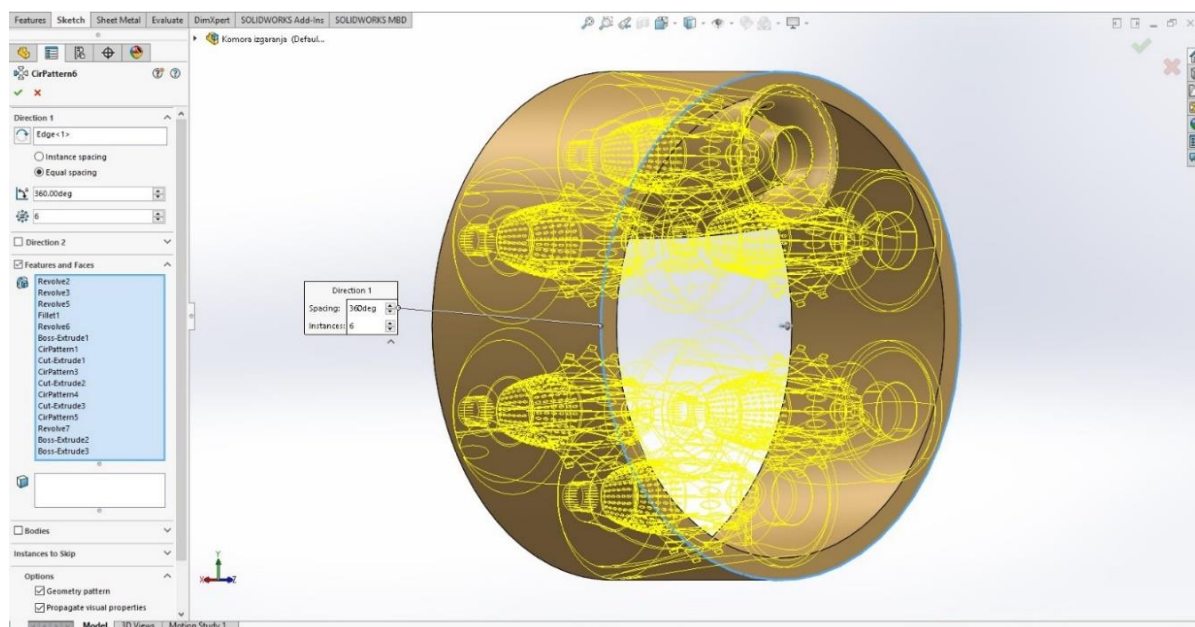 Features Sketch Sheet Metal Evaluate DimXpert SOLIDWORKS Add-Ins SOLIDWORKS MBD
Komora izgaranja (Defaul...
CirPattern6
Direction 1
Edge<1>
Instance spacing
Equal spacing
360.00deg
6
Direction 2
Features and Faces
Revolve2
Revolve3
Revolve5
Fillet1
Revolve6
Boss-Extrude1
CirPattern1
Cut-Extrude1
CirPattern3
Cut-Extrude2
CirPattern4
Cut-Extrude3
CirPattern5
Revolve7
Boss-Extrude2
Boss-Extrude3
Bodies
Instances to Skip
Options
Geometry pattern
Propagate visual properties
Direction 1
Spacing: 360deg
Instances: 6
Y
X Z
Model 3D Views Motion Study 1